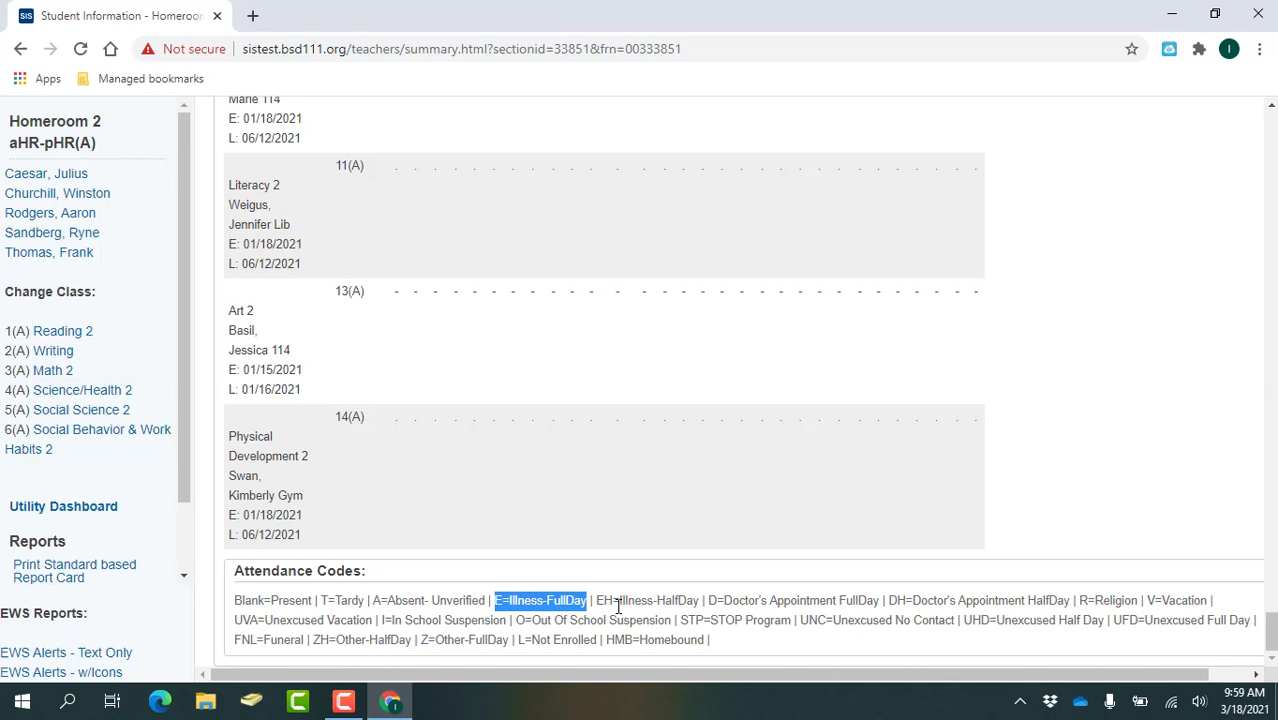 SIS Student Information - Homeroom
Not secure | sistest.bsd111.org/teachers/summary.html?sectionid=33851&frn=00333851
I
Apps Managed bookmarks
Homeroom 2
aHR-pHR(A)
Caesar, Julius
Churchill, Winston
Rodgers, Aaron
Sandberg, Ryne
Thomas, Frank
Change Class:
1(A) Reading 2
2(A) Writing
3(A) Math 2
4(A) Science/Health 2
5(A) Social Science 2
6(A) Social Behavior & Work
Habits 2
Utility Dashboard
Reports
Print Standard based
Report Card
EWS Reports:
EWS Alerts - Text Only
EWS Alerts - w/Icons
Marie 114
E: 01/18/2021
L: 06/12/2021
11(A) . . . . . . . . . . . . . . . . . . . . . . . . . . . . . .
Literacy 2
Weigus,
Jennifer Lib
E: 01/18/2021
L: 06/12/2021
13(A) - - - - - - - - - - - - - - - - - - - - - - - - - - - - - -
Art 2
Basil,
Jessica 114
E: 01/15/2021
L: 01/16/2021
14(A) . . . . . . . . . . . . . . . . . . . . . . . . . . . . . .
Physical
Development 2
Swan,
Kimberly Gym
E: 01/18/2021
L: 06/12/2021
Attendance Codes:
Blank=Present | T=Tardy | A=Absent- Unverified | E=Illness-FullDay | EH=Illness-HalfDay | D=Doctor's Appointment FullDay | DH=Doctor's Appointment HalfDay | R=Religion | V=Vacation |
UVA=Unexcused Vacation | I=In School Suspension | O=Out Of School Suspension | STP=STOP Program | UNC=Unexcused No Contact | UHD=Unexcused Half Day | UFD=Unexcused Full Day |
FNL=Funeral | ZH=Other-HalfDay | Z=Other-FullDay | L=Not Enrolled | HMB=Homebound |
9:59 AM
3/18/2021